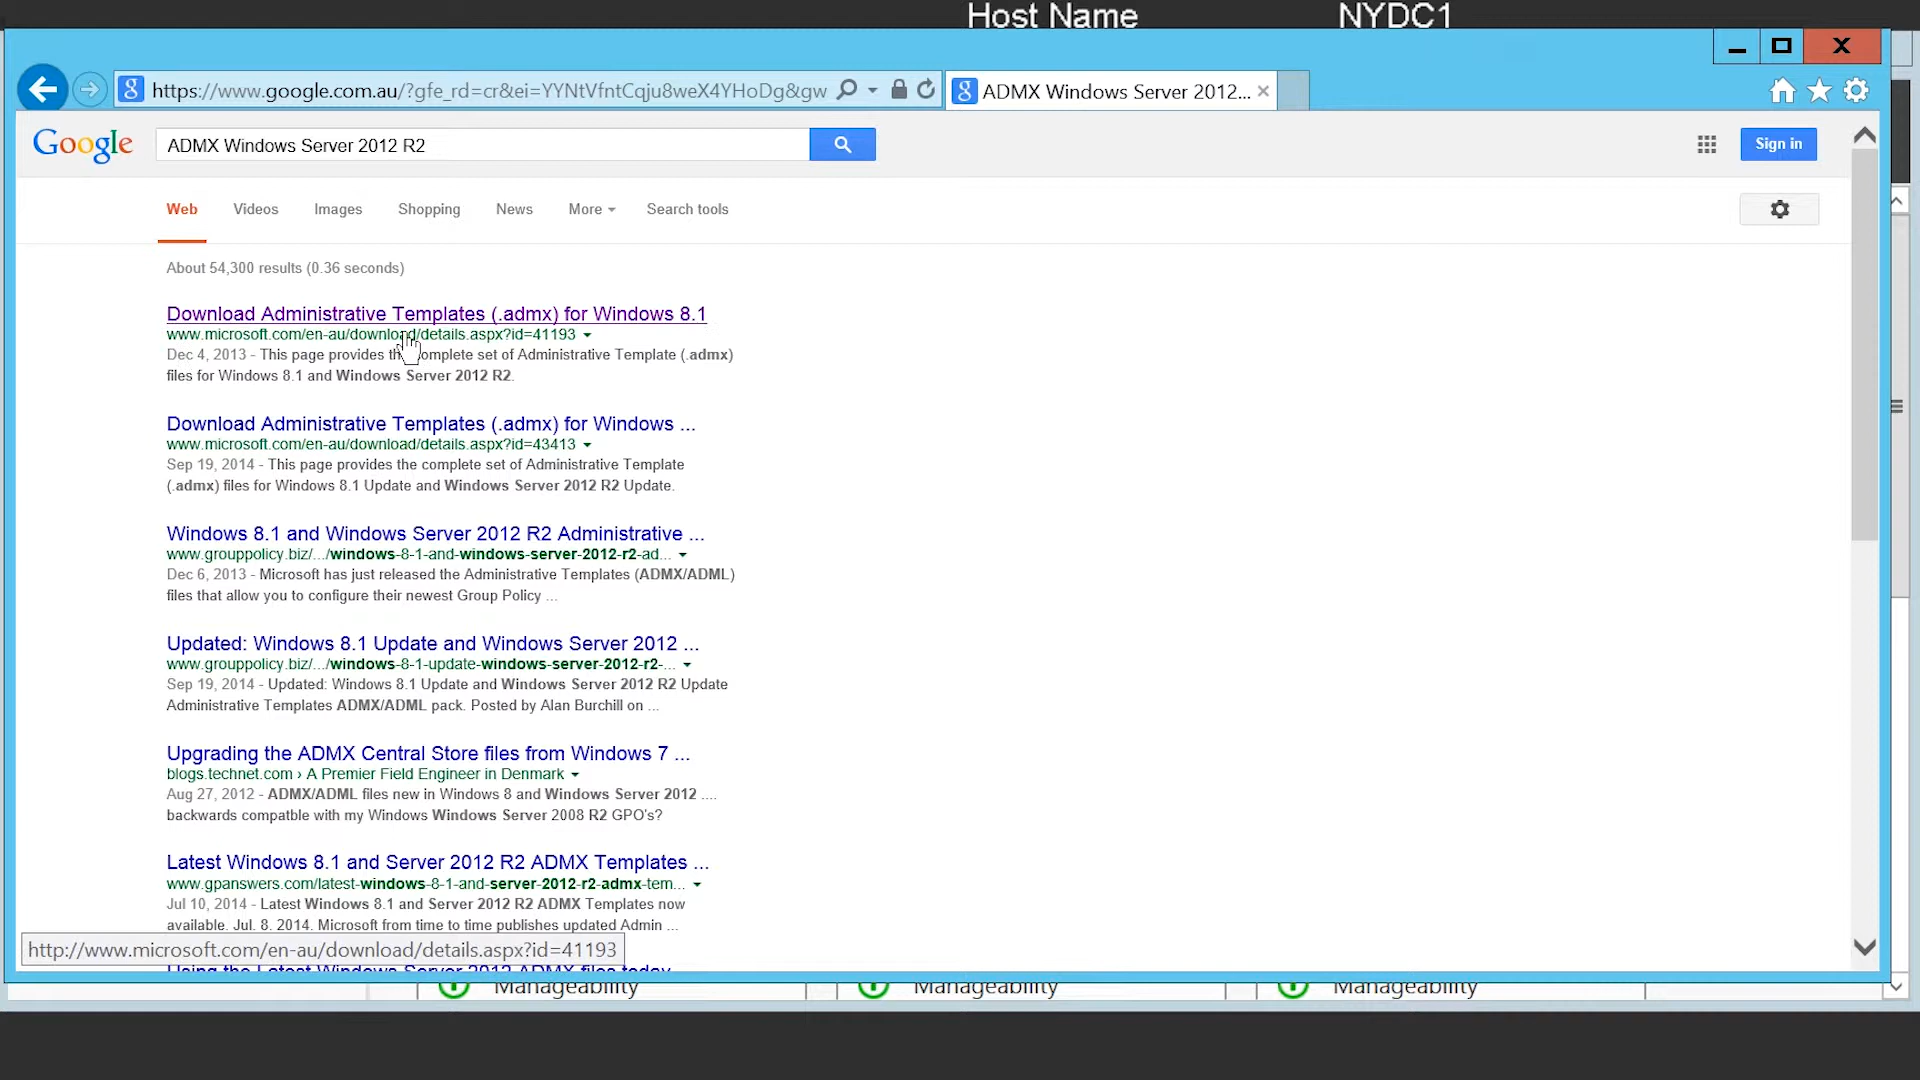 Host Name NYDC1
https://www.google.com.au/?gfe_rd=cr&ei=YYNtVfntCqju8weX4YHoDg&gw
ADMX Windows Server 2012...
Google
ADMX Windows Server 2012 R2
Sign in
Web Videos Images Shopping News More Search tools
About 54,300 results (0.36 seconds)
Download Administrative Templates (.admx) for Windows 8.1
www.microsoft.com/en-au/download/details.aspx?id=41193
Dec 4, 2013 - This page provides the complete set of Administrative Template (.admx)
files for Windows 8.1 and Windows Server 2012 R2.
Download Administrative Templates (.admx) for Windows ...
www.microsoft.com/en-au/download/details.aspx?id=43413
Sep 19, 2014 - This page provides the complete set of Administrative Template
(.admx) files for Windows 8.1 Update and Windows Server 2012 R2 Update.
Windows 8.1 and Windows Server 2012 R2 Administrative ...
www.grouppolicy.biz/.../windows-8-1-and-windows-server-2012-r2-ad...
Dec 6, 2013 - Microsoft has just released the Administrative Templates (ADMX/ADML)
files that allow you to configure their newest Group Policy ...
Updated: Windows 8.1 Update and Windows Server 2012 ...
www.grouppolicy.biz/.../windows-8-1-update-windows-server-2012-r2-...
Sep 19, 2014 - Updated: Windows 8.1 Update and Windows Server 2012 R2 Update
Administrative Templates ADMX/ADML pack. Posted by Alan Burchill on ...
Upgrading the ADMX Central Store files from Windows 7 ...
blogs.technet.com › A Premier Field Engineer in Denmark
Aug 27, 2012 - ADMX/ADML files new in Windows 8 and Windows Server 2012 ....
backwards compatble with my Windows Windows Server 2008 R2 GPO's?
Latest Windows 8.1 and Server 2012 R2 ADMX Templates ...
www.gpanswers.com/latest-windows-8-1-and-server-2012-r2-admx-tem...
Jul 10, 2014 - Latest Windows 8.1 and Server 2012 R2 ADMX Templates now
available. Jul. 8. 2014. Microsoft from time to time publishes updated Admin ...
http://www.microsoft.com/en-au/download/details.aspx?id=41193
Using the Latest Windows Server 2012 ADMX files today
Manageability Manageability Manageability